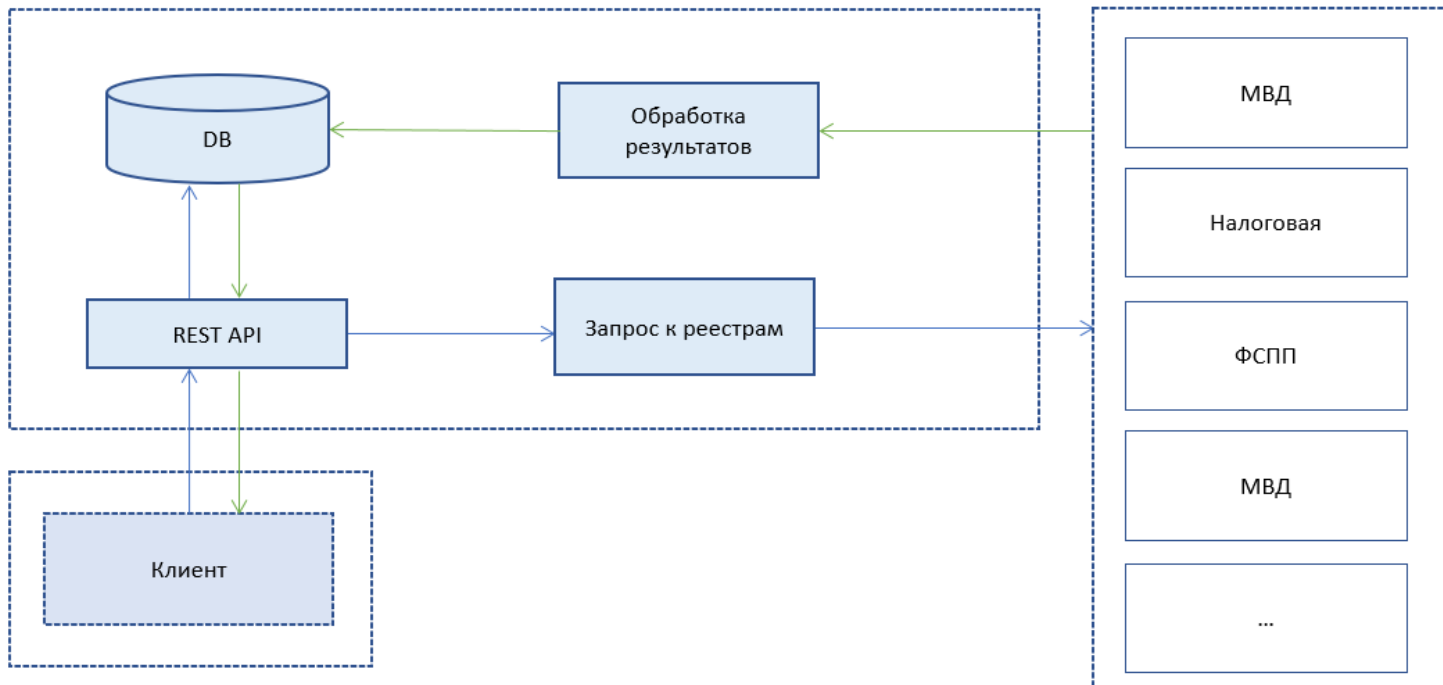 DB
Обработка
результатов
REST API
Запрос к реестрам
Клиент
МВД
Налоговая
ФСПП
МВД
...